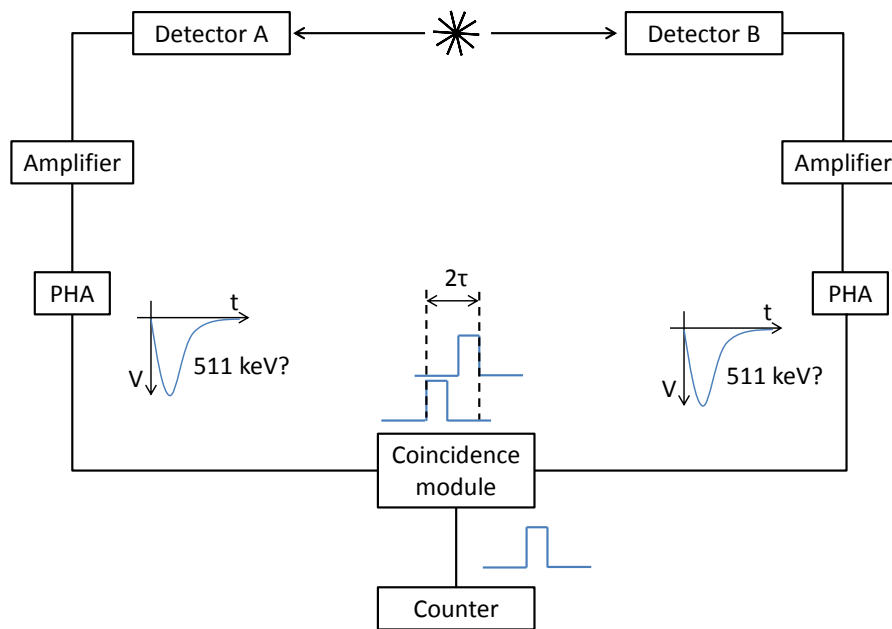 Detector A
Detector B
Amplifier
Amplifier
PHA
PHA
2τ
t
t
V
511 keV?
V
511 keV?
Coincidence
module
Counter